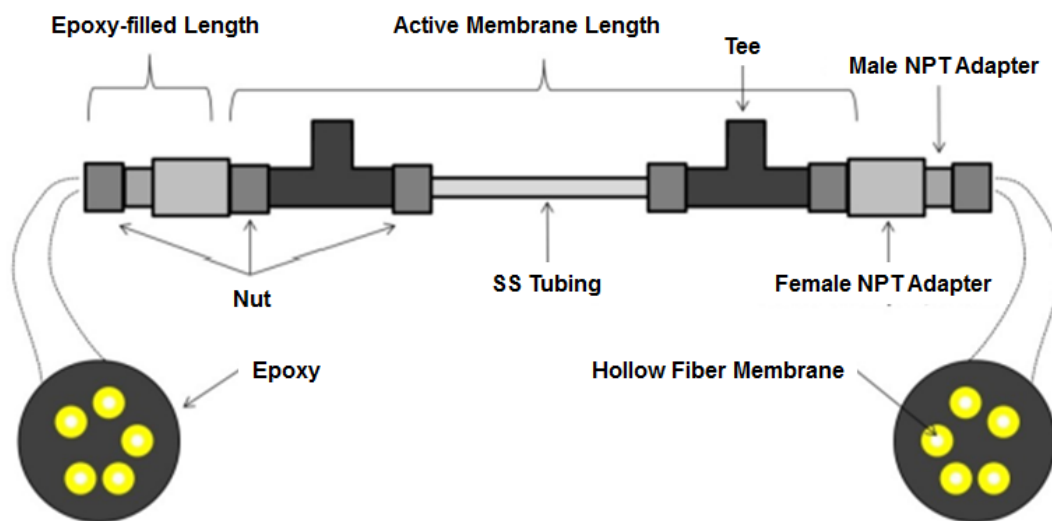 Epoxy-filled Length
Active Membrane Length
Tee
Male NPT Adapter
Nut
SS Tubing
Female NPT Adapter
Epoxy
Hollow Fiber Membrane